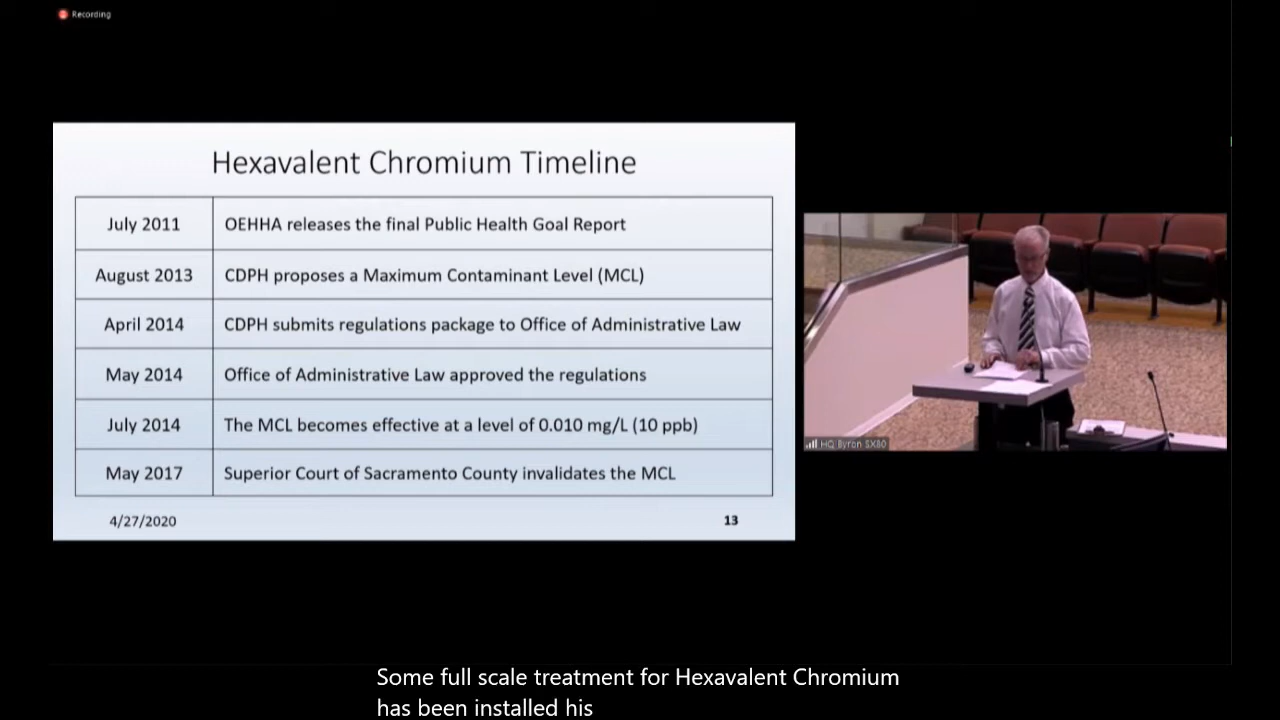 Recording
Hexavalent Chromium Timeline
July 2011 OEHHA releases the final Public Health Goal Report
August 2013 CDPH proposes a Maximum Contaminant Level (MCL)
April 2014 CDPH submits regulations package to Office of Administrative Law
May 2014 Office of Administrative Law approved the regulations
July 2014 The MCL becomes effective at a level of 0.010 mg/L (10 ppb)
May 2017 Superior Court of Sacramento County invalidates the MCL
4/27/2020 13
HQ Byron SX80
Some full scale treatment for Hexavalent Chromium
has been installed his